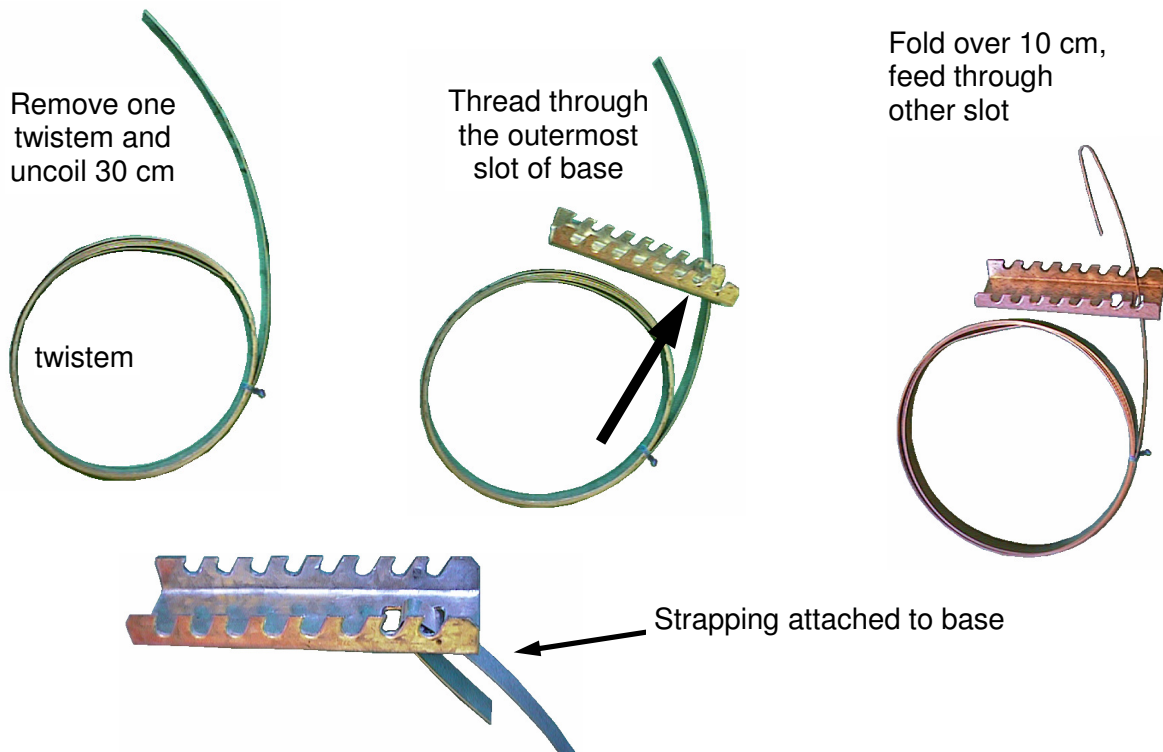 Remove one
twistem and
uncoil 30 cm
Thread through
the outermost
slot of base
Fold over 10 cm,
feed through
other slot
twistem
Strapping attached to base